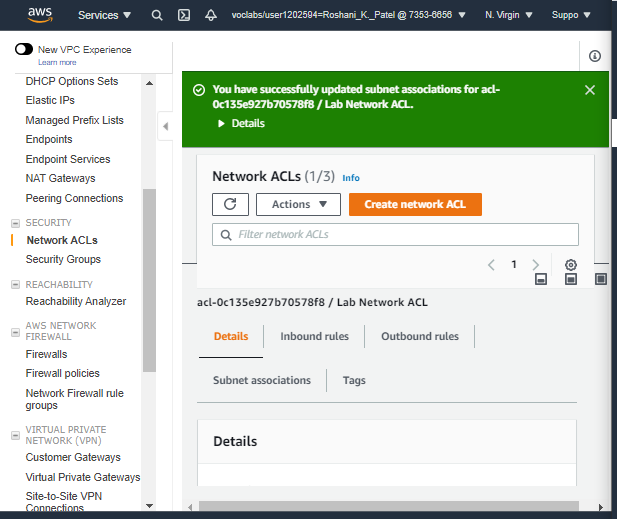 aws
Services
voclabs/user1202594=Roshani_K._Patel @ 7353-6656
N. Virgin
Suppo
New VPC Experience
Learn more
DHCP Options Sets
Elastic IPs
Managed Prefix Lists
Endpoints
Endpoint Services
NAT Gateways
Peering Connections
SECURITY
Network ACLs
Security Groups
REACHABILITY
Reachability Analyzer
AWS NETWORK
FIREWALL
Firewalls
Firewall policies
Network Firewall rule
groups
VIRTUAL PRIVATE
NETWORK (VPN)
Customer Gateways
Virtual Private Gateways
Site-to-Site VPN
Connections
You have successfully updated subnet associations for acl-
0c135e927b70578f8 / Lab Network ACL.
Details
Network ACLs (1/3) Info
Actions
Create network ACL
Filter network ACLs
1
acl-0c135e927b70578f8 / Lab Network ACL
Details
Inbound rules
Outbound rules
Subnet associations
Tags
Details